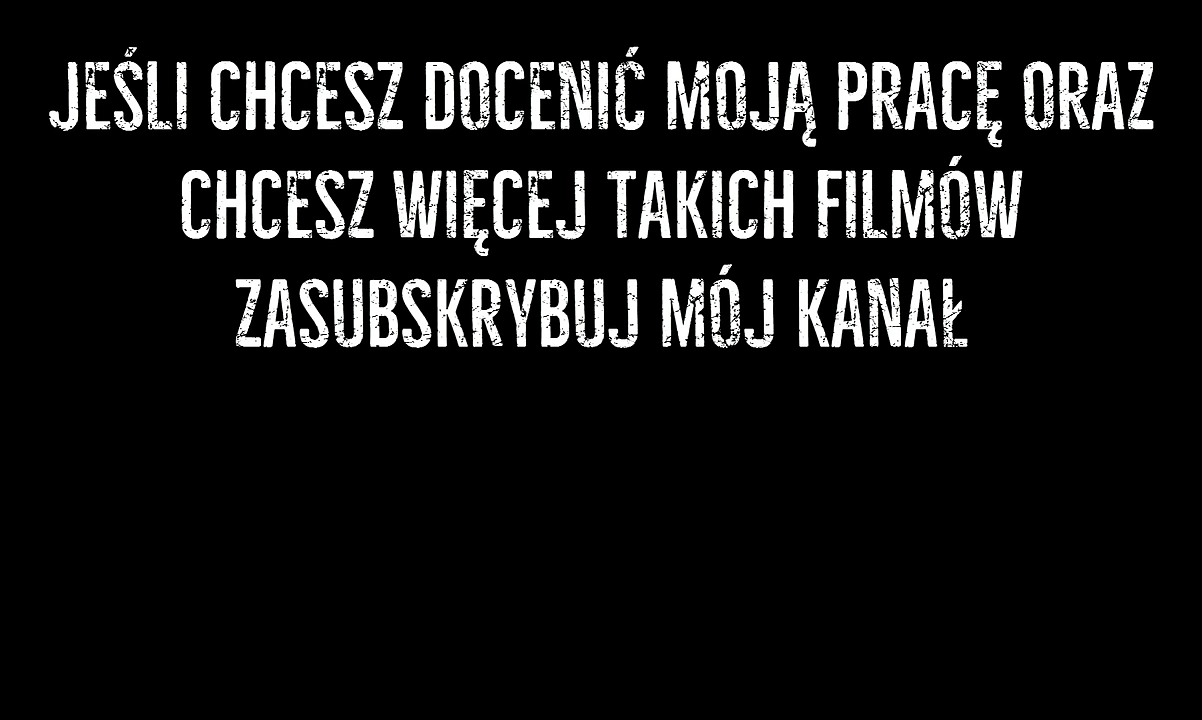 JEŚLI CHCESZ DOCENIĆ MOJĄ PRACĘ ORAZ
CHCESZ WIĘCEJ TAKICH FILMÓW
ZASUBSKRYBUJ MÓJ KANAŁ